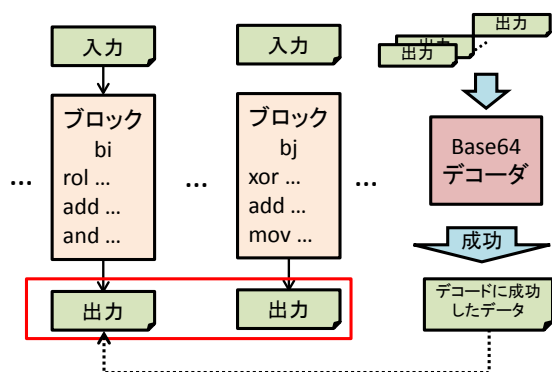 入力
ブロック
bi
rol ...
add ...
and ...
出力
...
...
入力
ブロック
bj
xor ...
add ...
mov ...
出力
...
出力
出力
出力
Base64
デコーダ
成功
デコードに成功
したデータ